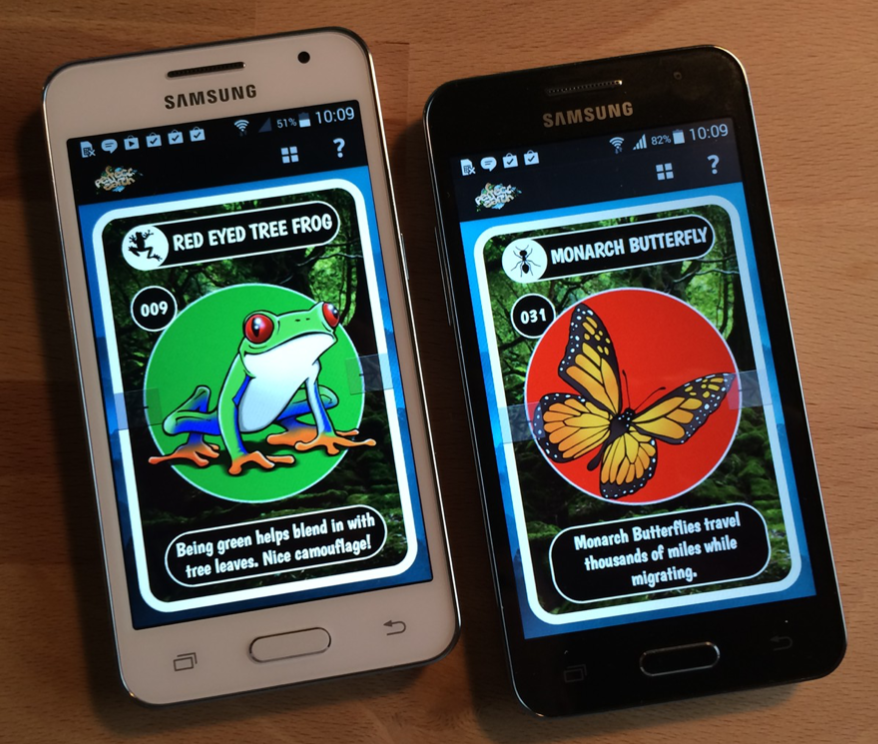 SAMSUNG
51% 10:09
?
RED EYED TREE FROG
009
Being green helps blend in with
tree leaves. Nice camouflage!
SAMSUNG
82% 10:09
?
MONARCH BUTTERFLY
031
Monarch Butterflies travel
thousands of miles while
migrating.